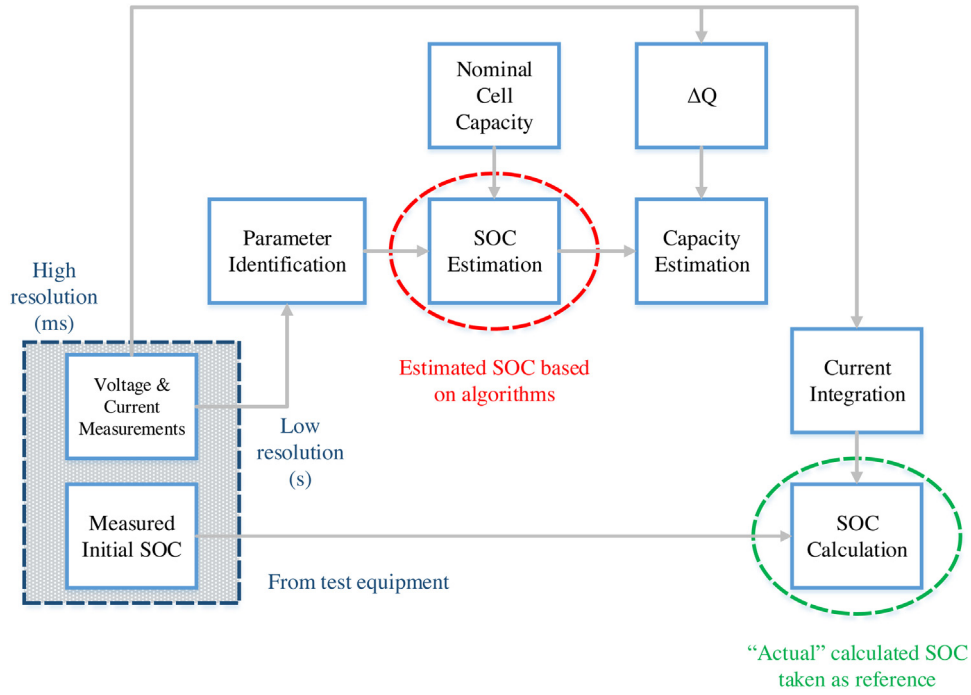 Nominal
Cell
Capacity
ΔQ
Parameter
Identification
SOC
Estimation
Capacity
Estimation
High
resolution
(ms)
Estimated SOC based
on algorithms
Voltage &
Current
Measurements
Low
resolution
(s)
Current
Integration
Measured
Initial SOC
SOC
Calculation
From test equipment
“Actual” calculated SOC
taken as reference